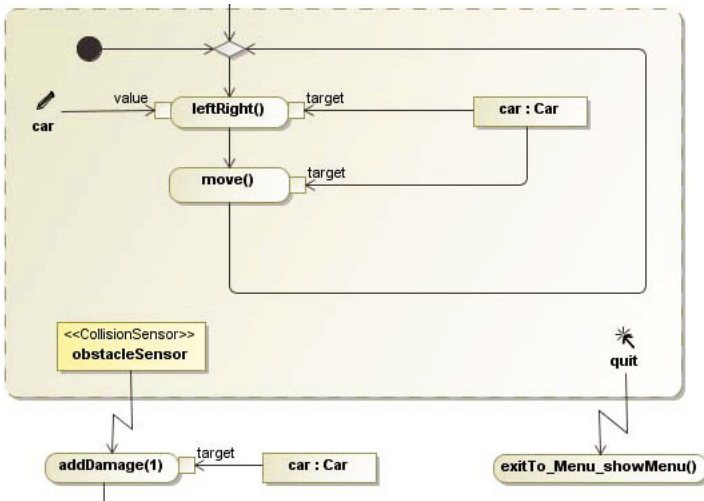 value
leftRight()
target
car : Car
car
move()
target
<<CollisionSensor>>
obstacleSensor
quit
addDamage(1)
target
car : Car
exitTo_Menu_showMenu()